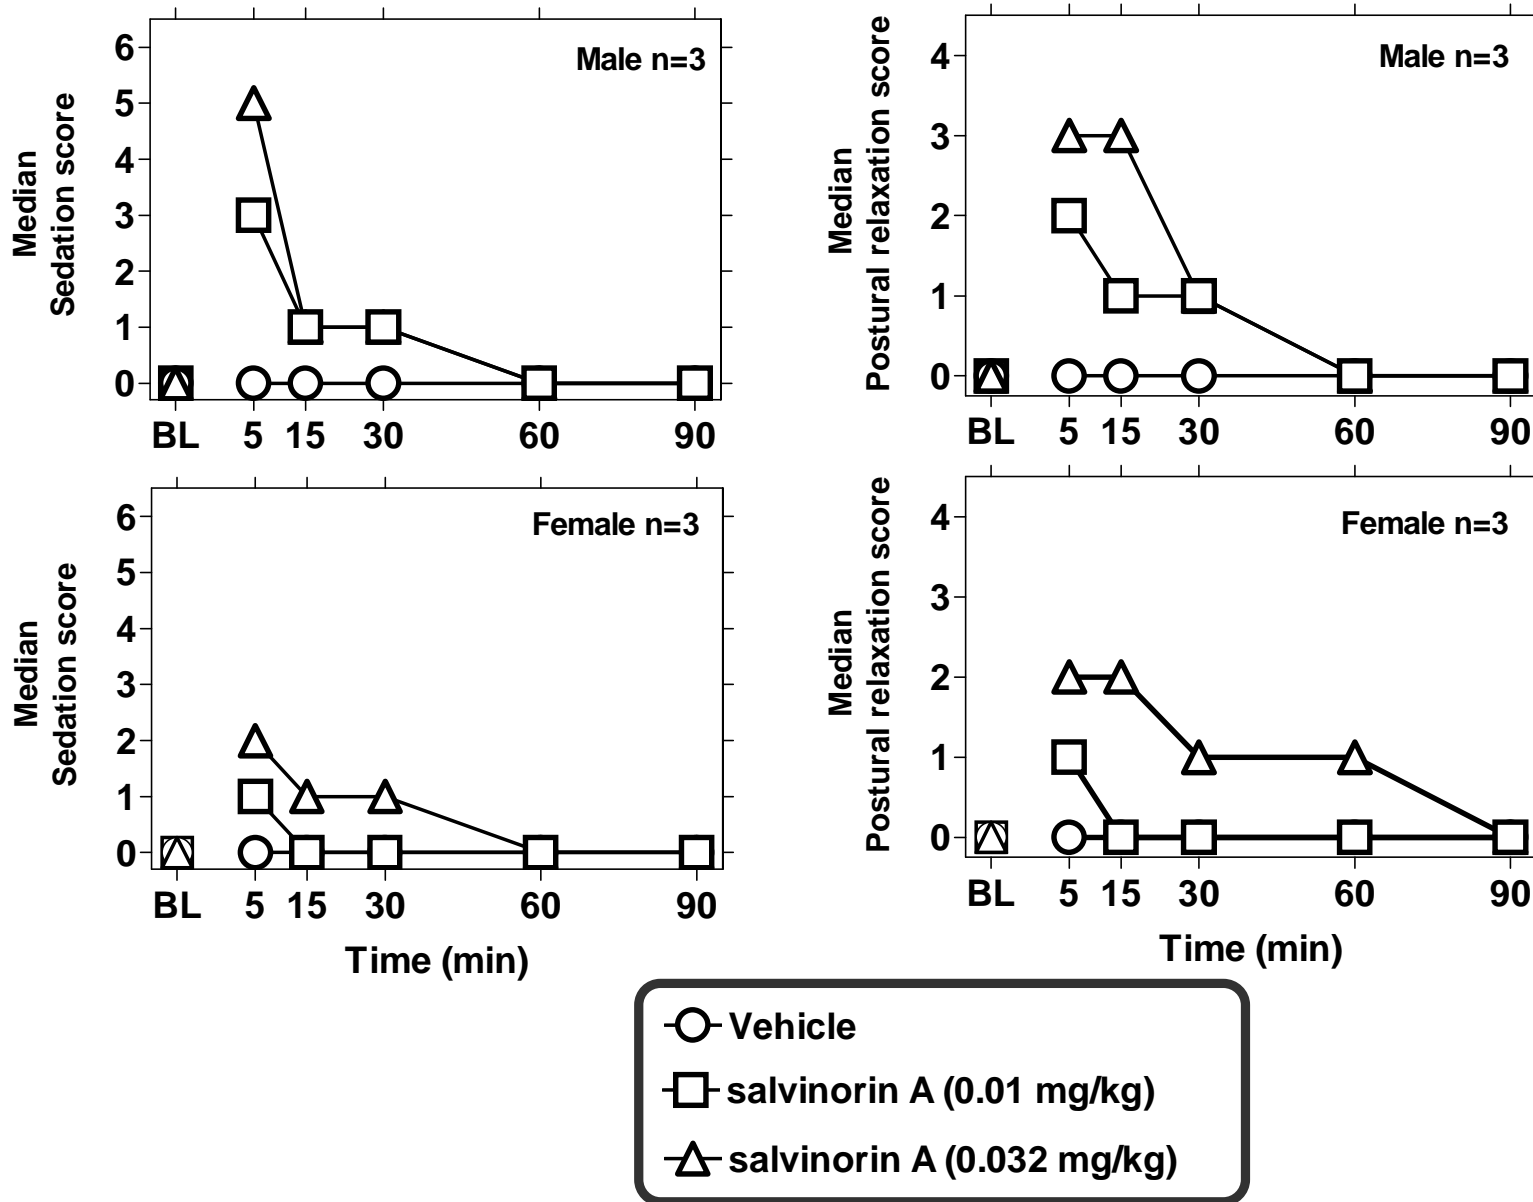 Median
Sedation score
6
5
4
3
2
1
0
Male n=3
BL 5 15 30 60 90
Median
Postural relaxation score
4
3
2
1
0
Male n=3
BL 5 15 30 60 90
Median
Sedation score
6
5
4
3
2
1
0
Female n=3
BL 5 15 30 60 90
Time (min)
Median
Postural relaxation score
4
3
2
1
0
Female n=3
BL 5 15 30 60 90
Time (min)
Vehicle
salvinorin A (0.01 mg/kg)
salvinorin A (0.032 mg/kg)